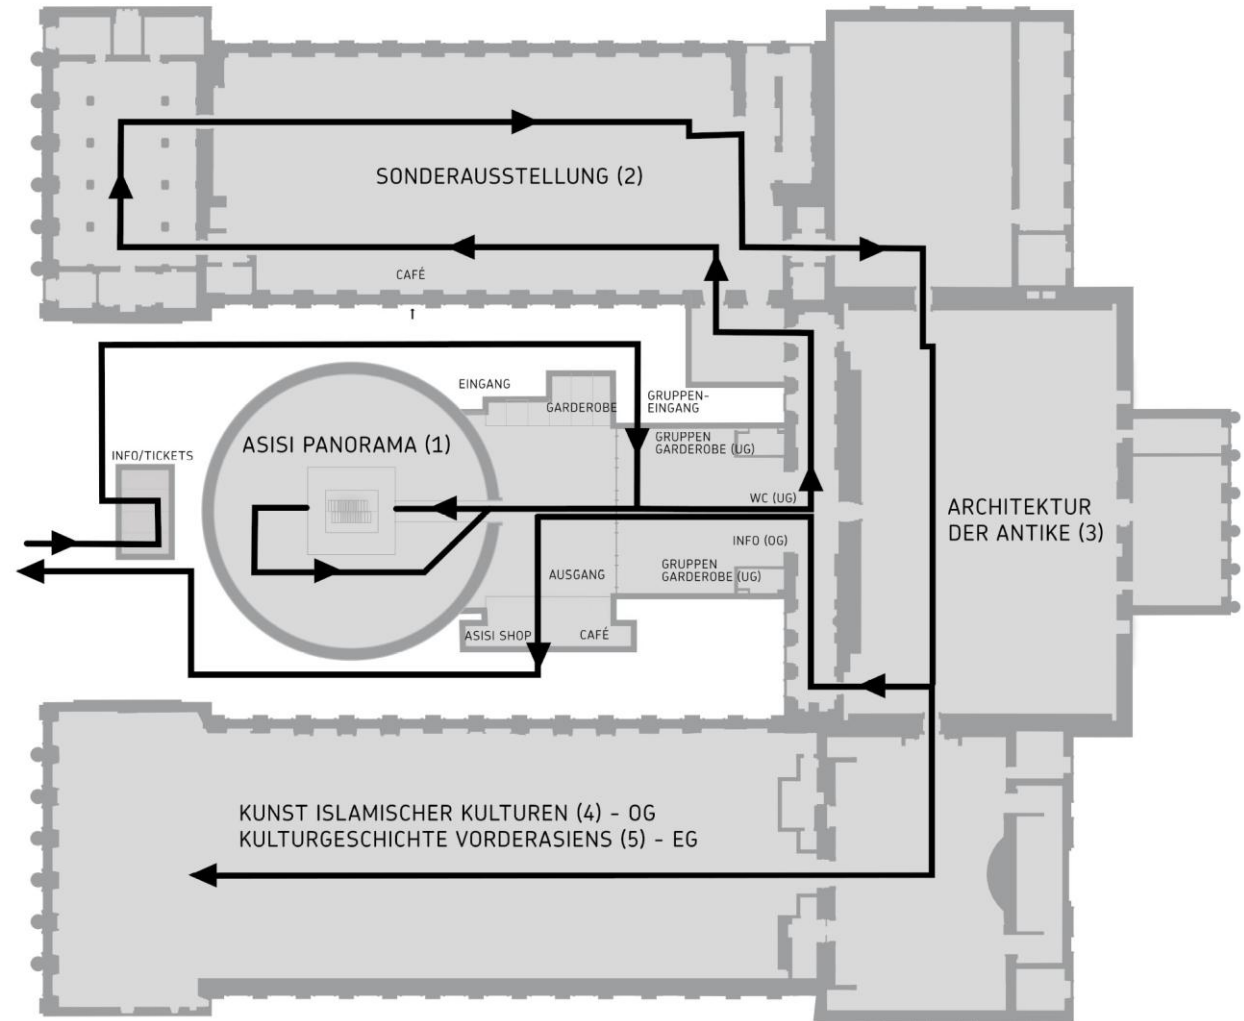 SONDERAUSSTELLUNG (2)
CAFÉ
EINGANG
GARDEROBE
GRUPPEN-
EINGANG
ASISI PANORAMA (1)
INFO/TICKETS
GRUPPEN
GARDEROBE (UG)
WC (UG)
ARCHITEKTUR
DER ANTIKE (3)
INFO (OG)
GRUPPEN
GARDEROBE (UG)
AUSGANG
ASISI SHOP
CAFÉ
KUNST ISLAMISCHER KULTUREN (4) - OG
KULTURGESCHICHTE VORDERASIENS (5) - EG